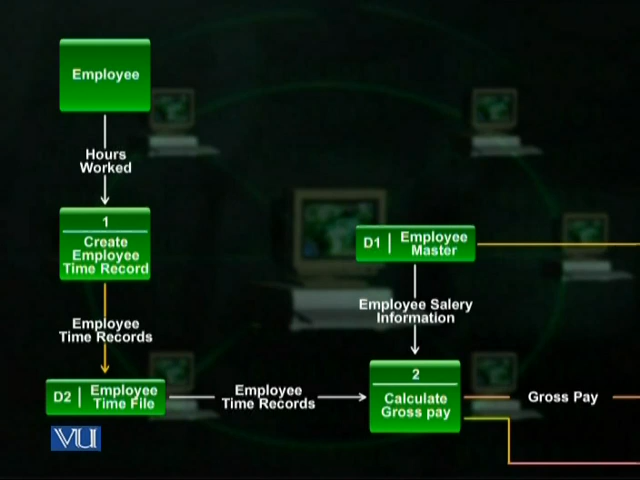 Employee
Hours
Worked
1
Create
Employee
Time Record
D1
Employee
Master
Employee Salery
Information
Employee
Time Records
2
Calculate
Gross pay
D2
Employee
Time File
Employee
Time Records
Gross Pay
VU